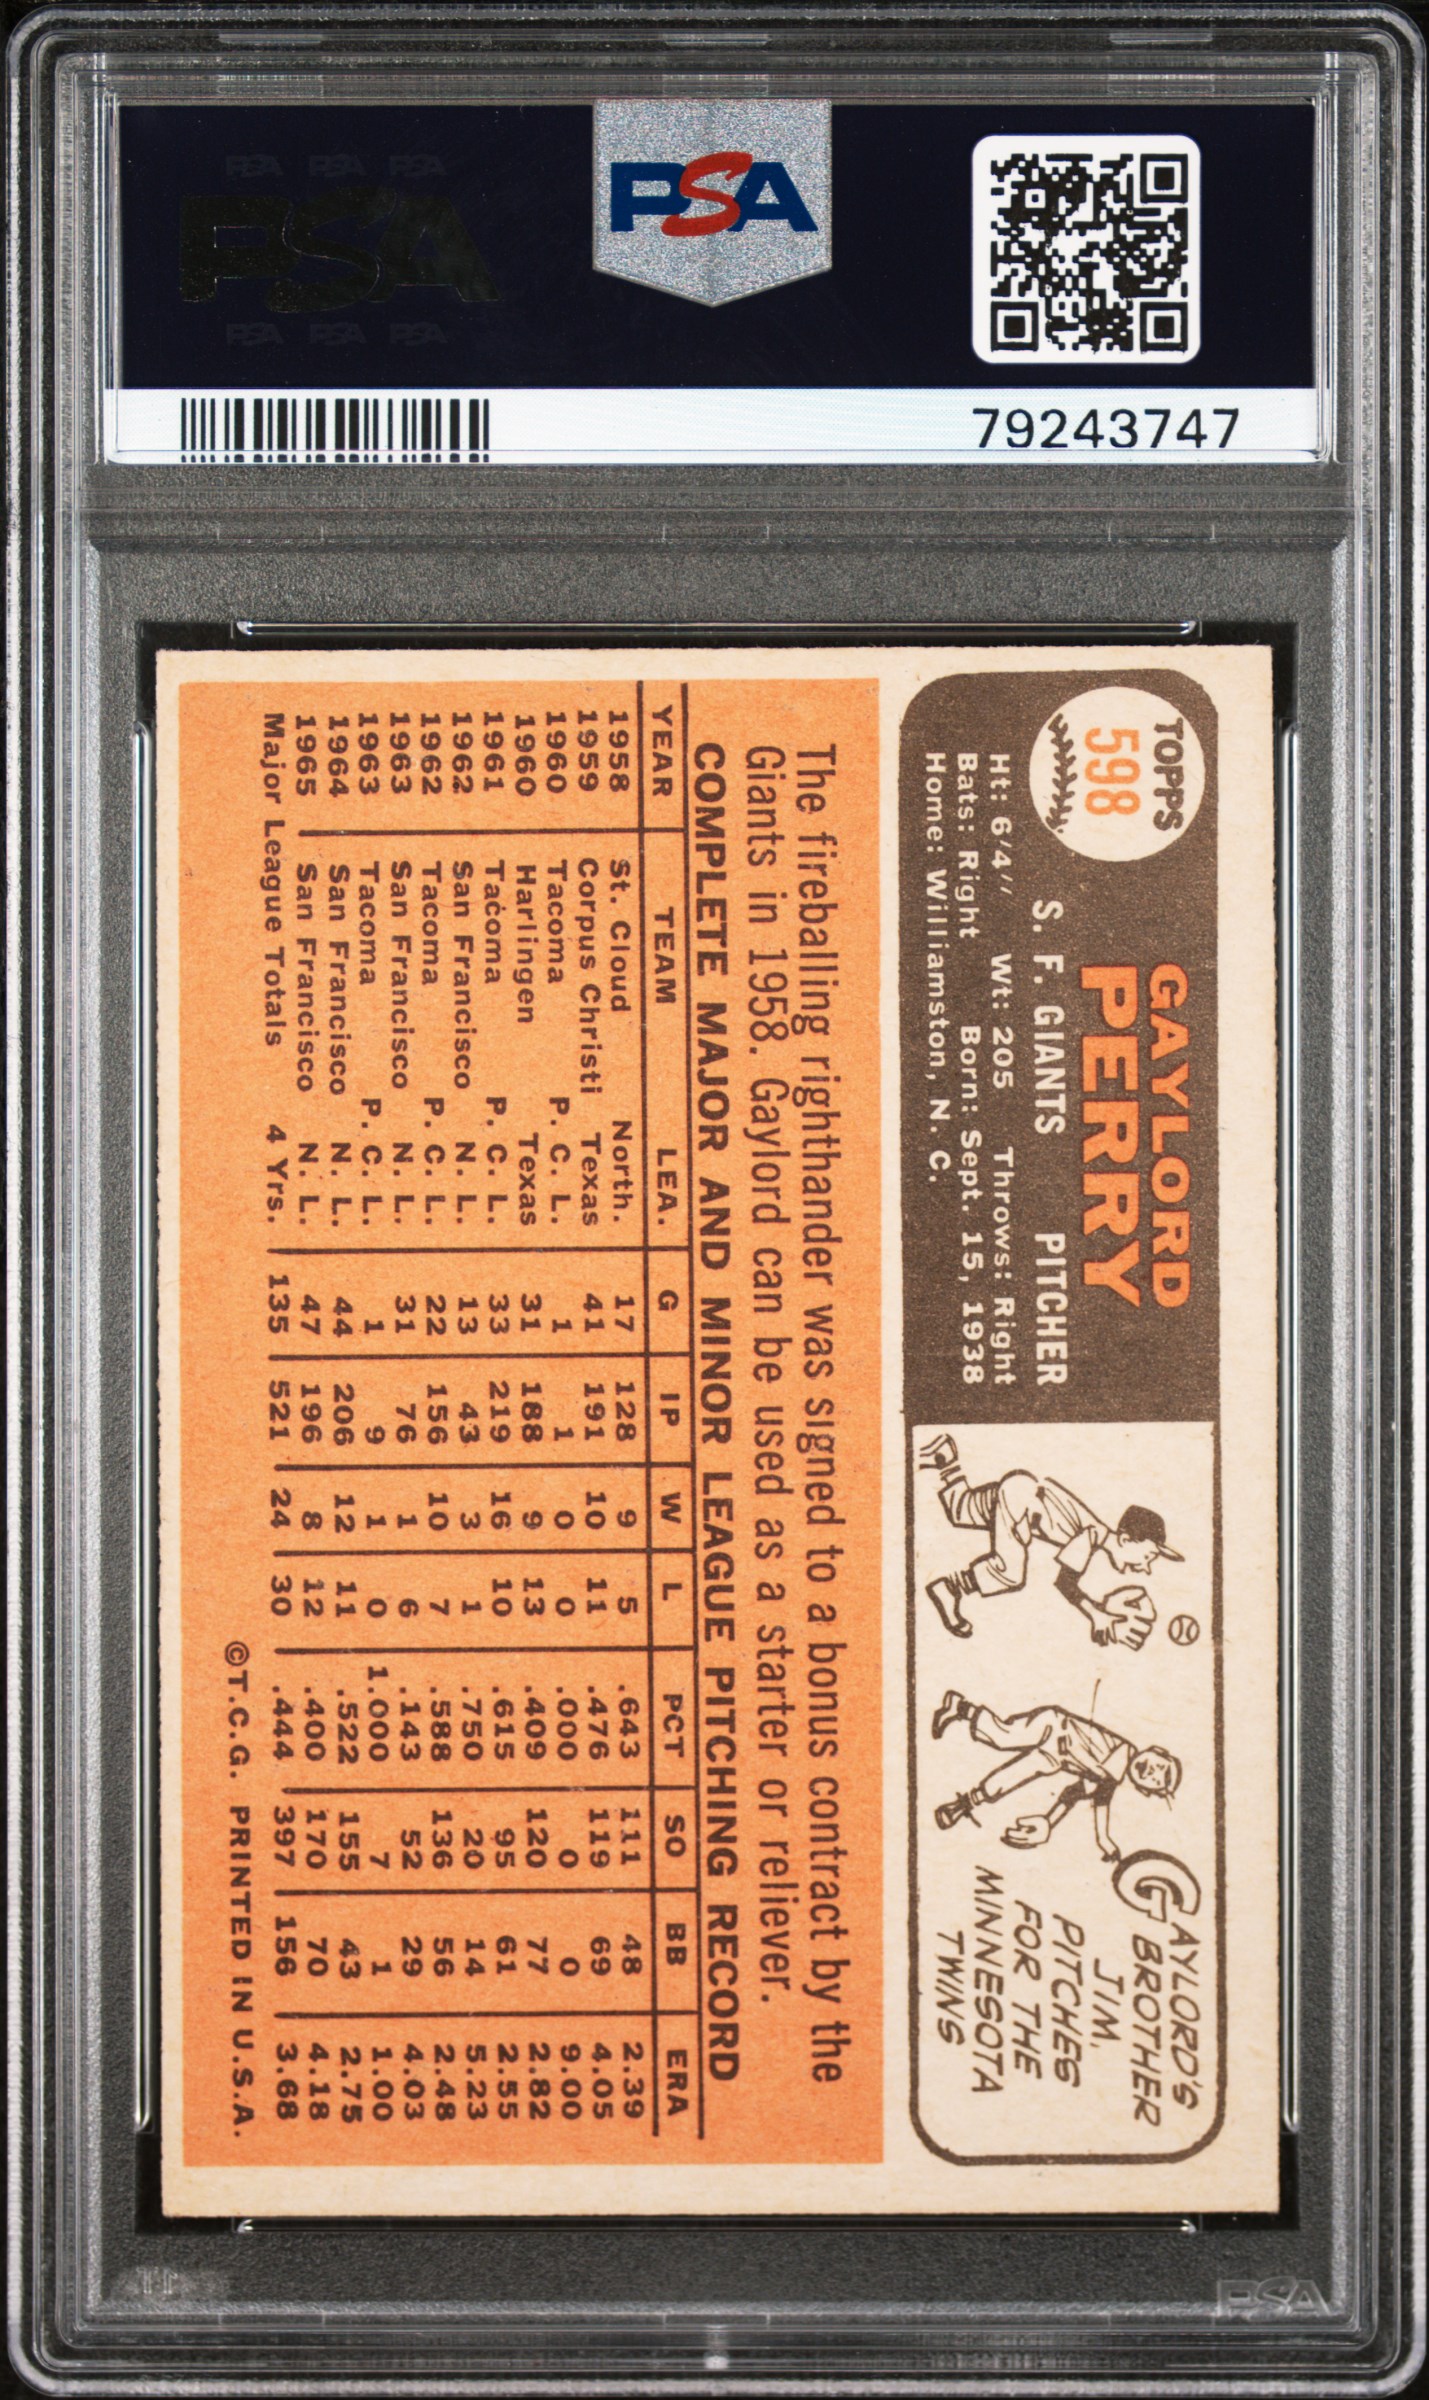 PSA PSA PSA
PSA
PSA PSA PSA
PSA
79243747
TOPPS
598
GAYLORD
PERRY
S. F. GIANTS PITCHER
Ht: 6'4" Wt: 205 Throws: Right
Bats: Right Born: Sept. 15, 1938
Home: Williamston, N. C.
GAYLORD'S
BROTHER
JIM,
PITCHES
FOR THE
MINNESOTA
TWINS
The fireballing righthander was signed to a bonus contract by the
Giants in 1958. Gaylord can be used as a starter or reliever.
COMPLETE MAJOR AND MINOR LEAGUE PITCHING RECORD
YEAR TEAM LEA. G IP W L PCT SO BB ERA
1958 St. Cloud North. 17 128 9 5 .643 111 48 2.39
1959 Corpus Christi Texas 41 191 10 11 .476 119 69 4.05
1960 Tacoma P. C. L. 1 1 0 0 .000 0 0 9.00
1960 Harlingen Texas 31 188 9 13 .409 120 77 2.82
1961 Tacoma P. C. L. 33 219 16 10 .615 95 61 2.55
1962 San Francisco N. L. 13 43 3 1 .750 20 14 5.23
1962 Tacoma P. C. L. 22 156 10 7 .588 136 56 2.48
1963 San Francisco N. L. 31 76 1 6 .143 52 29 4.03
1963 Tacoma P. C. L. 1 9 1 0 1.000 7 1 1.00
1964 San Francisco N. L. 44 206 12 11 .522 155 43 2.75
1965 San Francisco N. L. 47 196 8 12 .400 170 70 4.18
Major League Totals 4 Yrs. 135 521 24 30 .444 397 156 3.68
©T.C.G. PRINTED IN U.S.A.
PSA